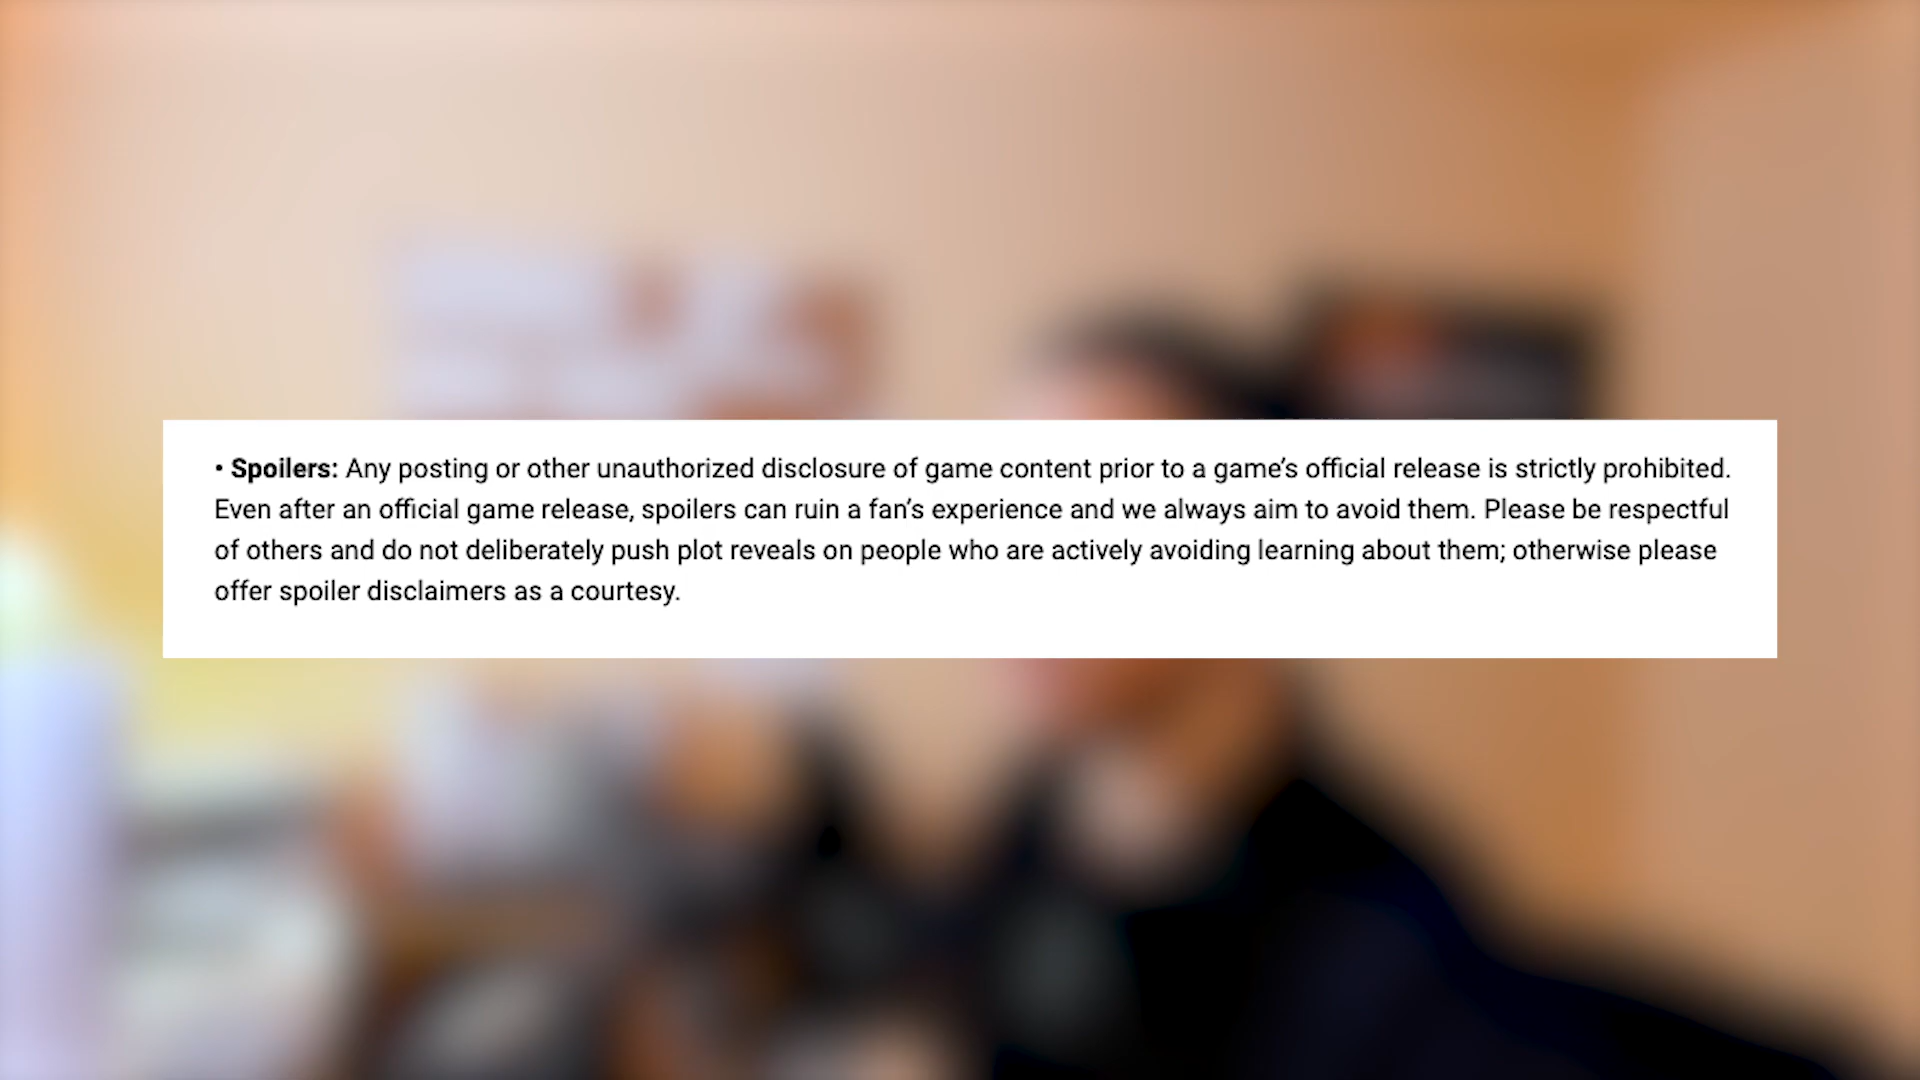 • Spoilers: Any posting or other unauthorized disclosure of game content prior to a game’s official release is strictly prohibited.
Even after an official game release, spoilers can ruin a fan’s experience and we always aim to avoid them. Please be respectful
of others and do not deliberately push plot reveals on people who are actively avoiding learning about them; otherwise please
offer spoiler disclaimers as a courtesy.